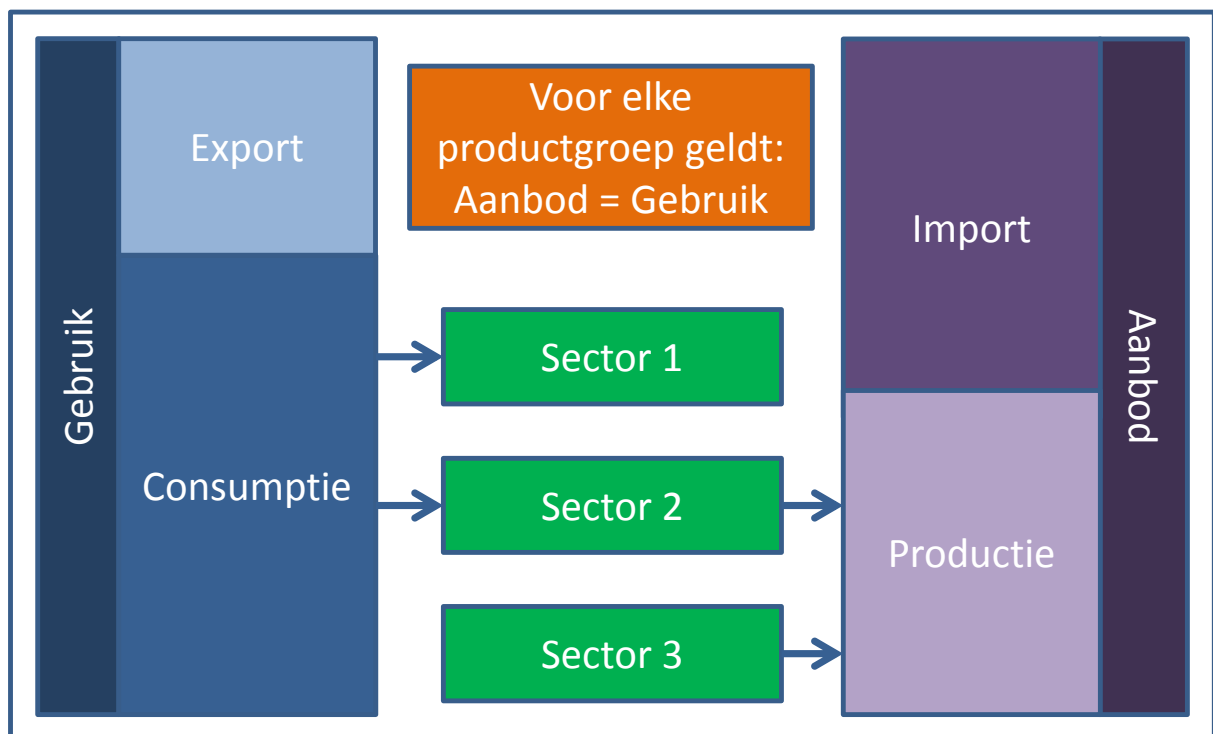 Gebruik
Export
Consumptie
Voor elke
productgroep geldt:
Aanbod = Gebruik
Sector 1
Sector 2
Sector 3
Import
Productie
Aanbod